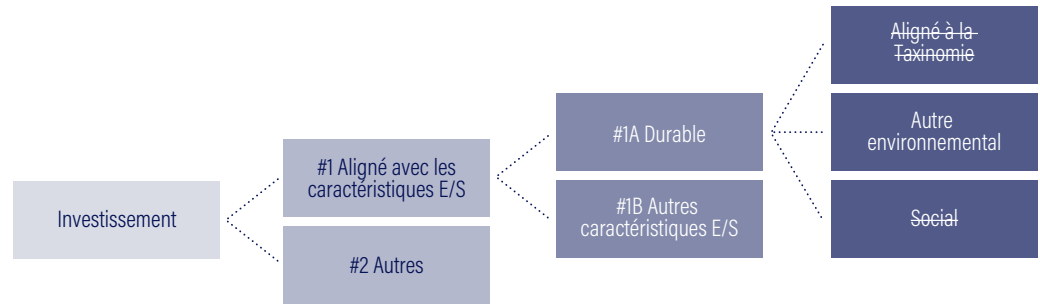 Investissement
#1 Aligné avec les
caractéristiques E/S
#2 Autres
#1A Durable
#1B Autres
caractéristiques E/S
Aligné à la
Taxinomie
Autre
environnemental
Social